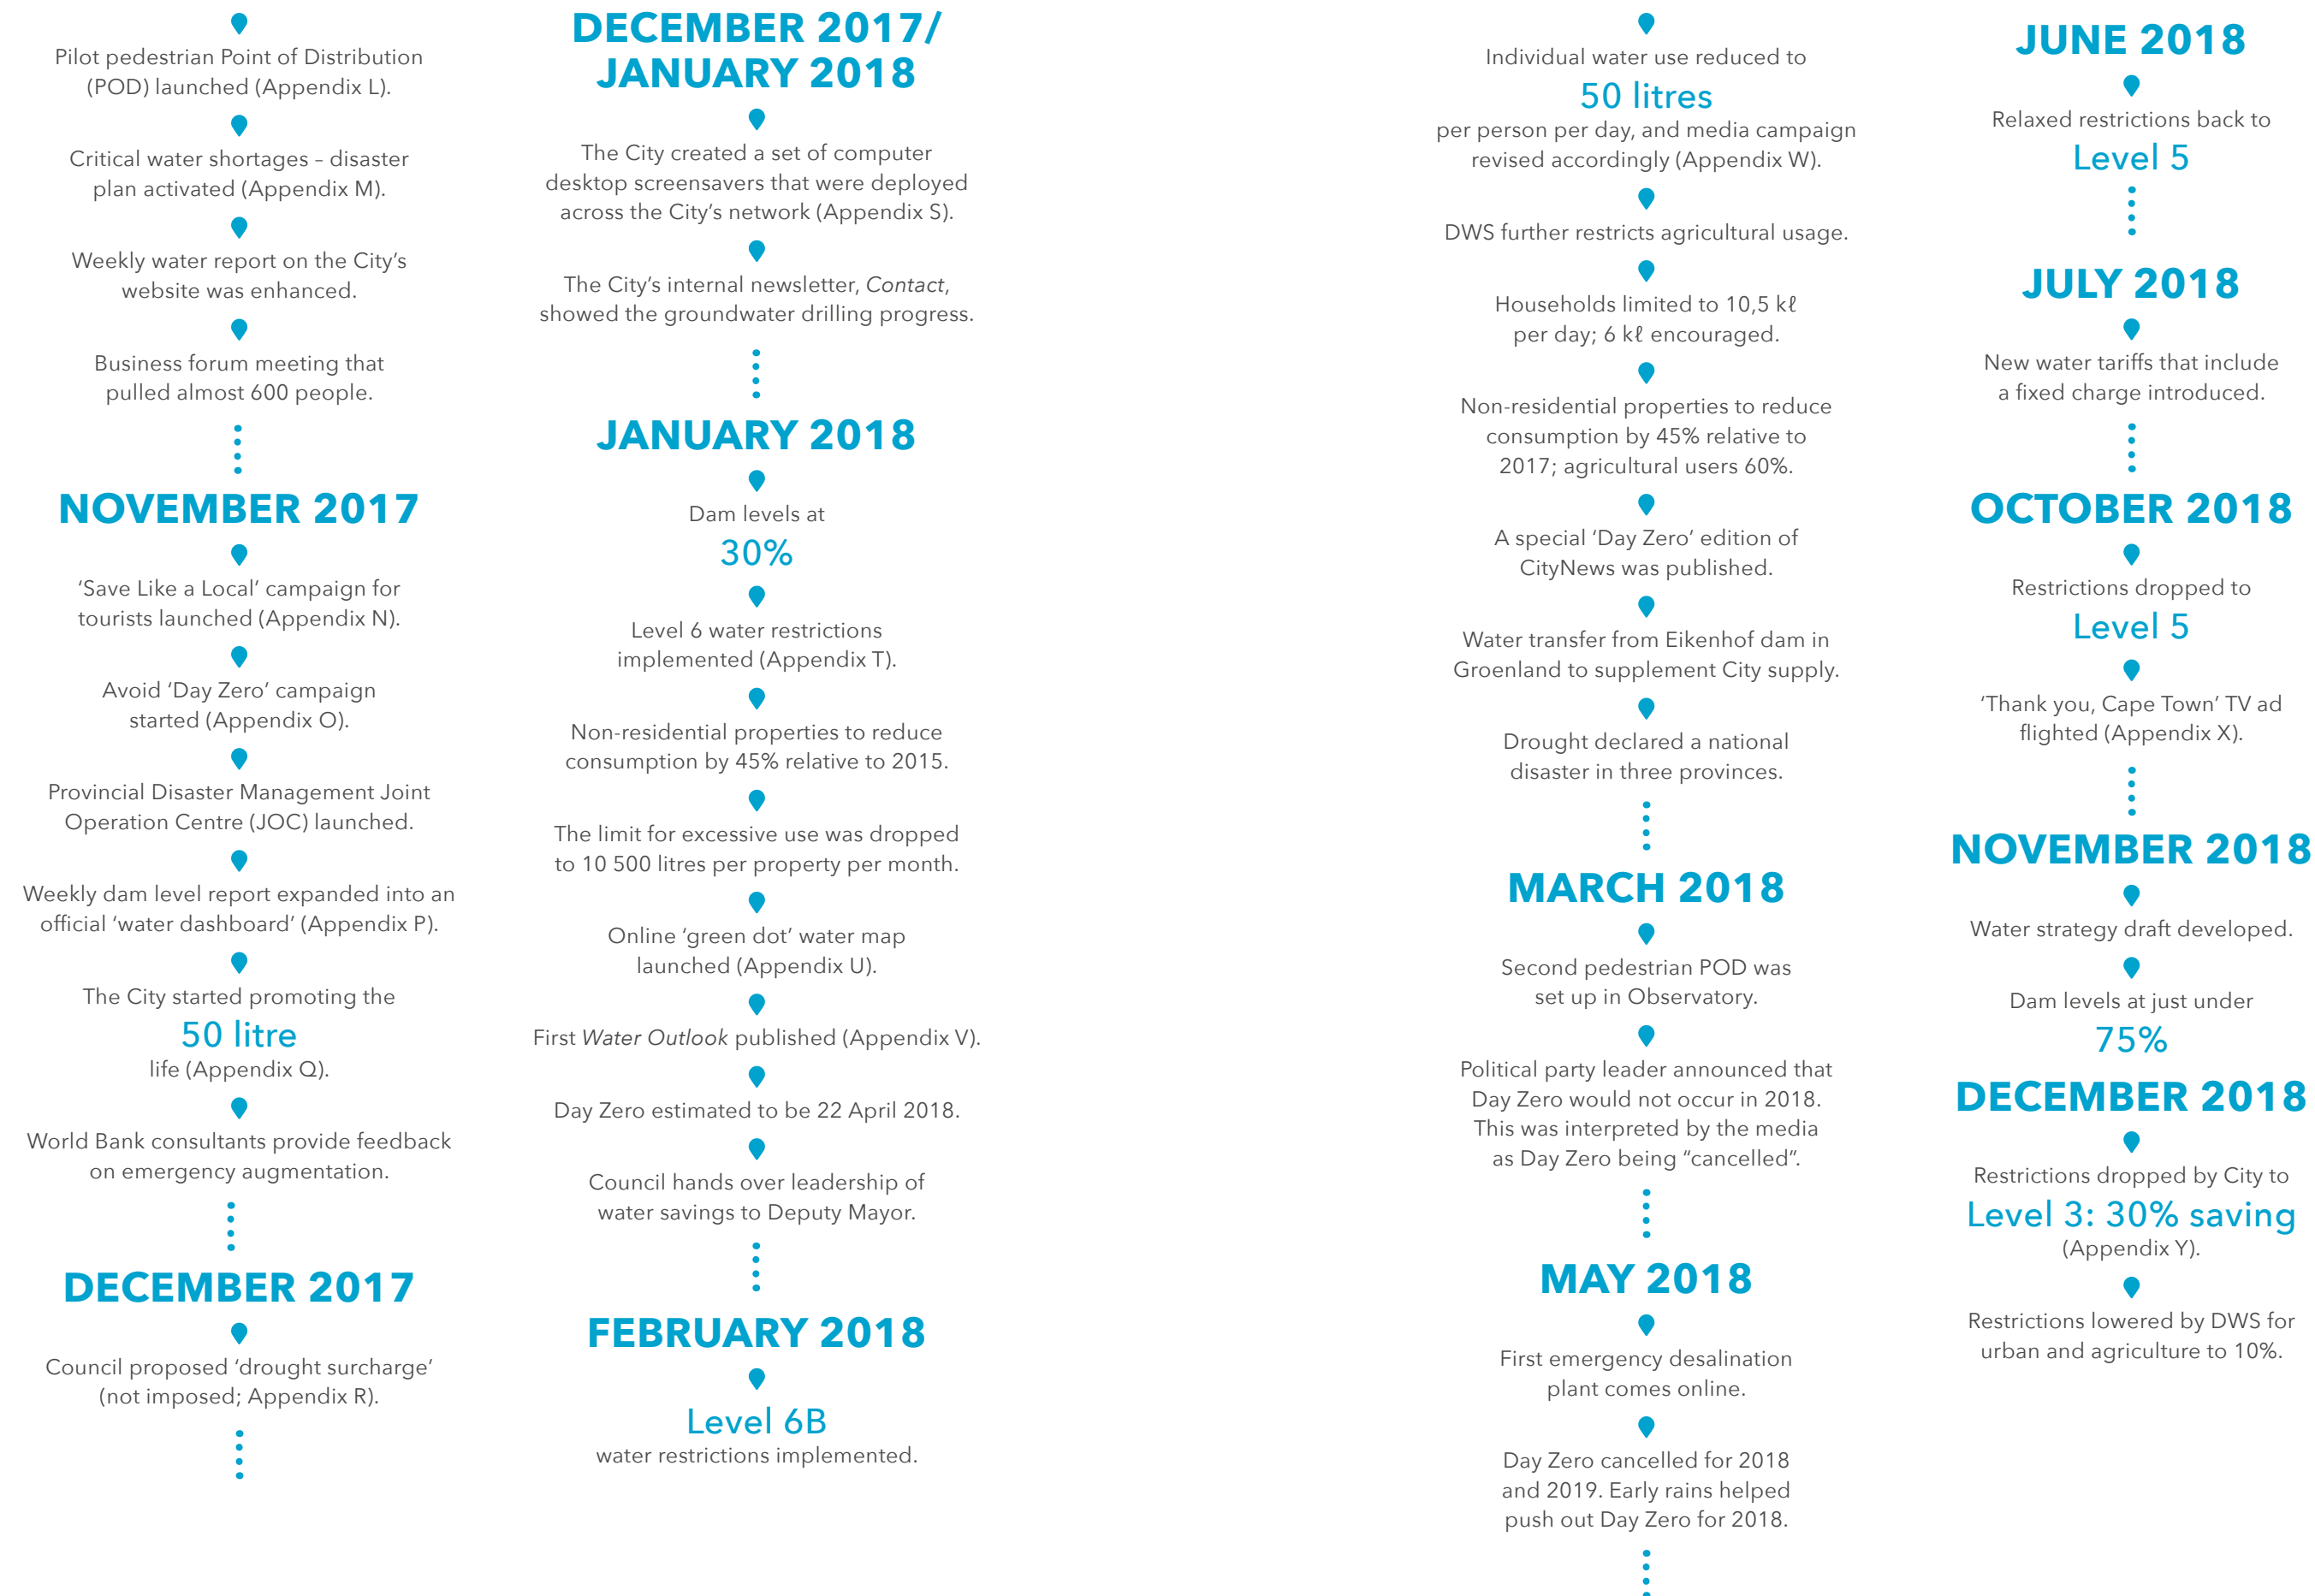 Pilot pedestrian Point of Distribution
(POD) launched (Appendix L).
Critical water shortages – disaster
plan activated (Appendix M).
Weekly water report on the City’s
website was enhanced.
Business forum meeting that
pulled almost 600 people.
NOVEMBER 2017
‘Save Like a Local’ campaign for
tourists launched (Appendix N).
Avoid ‘Day Zero’ campaign
started (Appendix O).
Provincial Disaster Management Joint
Operation Centre (JOC) launched.
Weekly dam level report expanded into an
official ‘water dashboard’ (Appendix P).
The City started promoting the
50 litre
life (Appendix Q).
World Bank consultants provide feedback
on emergency augmentation.
DECEMBER 2017
Council proposed ‘drought surcharge’
(not imposed; Appendix R).
DECEMBER 2017/
JANUARY 2018
The City created a set of computer
desktop screensavers that were deployed
across the City’s network (Appendix S).
The City’s internal newsletter, Contact,
showed the groundwater drilling progress.
JANUARY 2018
Dam levels at
30%
Level 6 water restrictions
implemented (Appendix T).
Non-residential properties to reduce
consumption by 45% relative to 2015.
The limit for excessive use was dropped
to 10 500 litres per property per month.
Online ‘green dot’ water map
launched (Appendix U).
First Water Outlook published (Appendix V).
Day Zero estimated to be 22 April 2018.
Council hands over leadership of
water savings to Deputy Mayor.
FEBRUARY 2018
Level 6B
water restrictions implemented.
Individual water use reduced to
50 litres
per person per day, and media campaign
revised accordingly (Appendix W).
DWS further restricts agricultural usage.
Households limited to 10,5 kℓ
per day; 6 kℓ encouraged.
Non-residential properties to reduce
consumption by 45% relative to
2017; agricultural users 60%.
A special ‘Day Zero’ edition of
CityNews was published.
Water transfer from Eikenhof dam in
Groenland to supplement City supply.
Drought declared a national
disaster in three provinces.
MARCH 2018
Second pedestrian POD was
set up in Observatory.
Political party leader announced that
Day Zero would not occur in 2018.
This was interpreted by the media
as Day Zero being “cancelled”.
MAY 2018
First emergency desalination
plant comes online.
Day Zero cancelled for 2018
and 2019. Early rains helped
push out Day Zero for 2018.
JUNE 2018
Relaxed restrictions back to
Level 5
JULY 2018
New water tariffs that include
a fixed charge introduced.
OCTOBER 2018
Restrictions dropped to
Level 5
‘Thank you, Cape Town’ TV ad
flighted (Appendix X).
NOVEMBER 2018
Water strategy draft developed.
Dam levels at just under
75%
DECEMBER 2018
Restrictions dropped by City to
Level 3: 30% saving
(Appendix Y).
Restrictions lowered by DWS for
urban and agriculture to 10%.